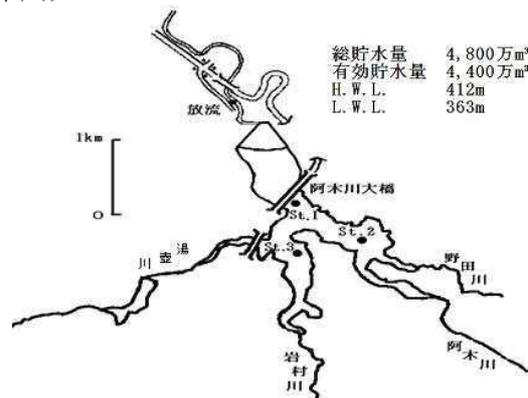 総貯水量 4,800万m³
有効貯水量 4,400万m³
H.W.L. 412m
L.W.L. 363m
放流
1km
0
阿木川大橋
St.1
St.2
St.3
湯壺川
野田川
阿木川
岩村川